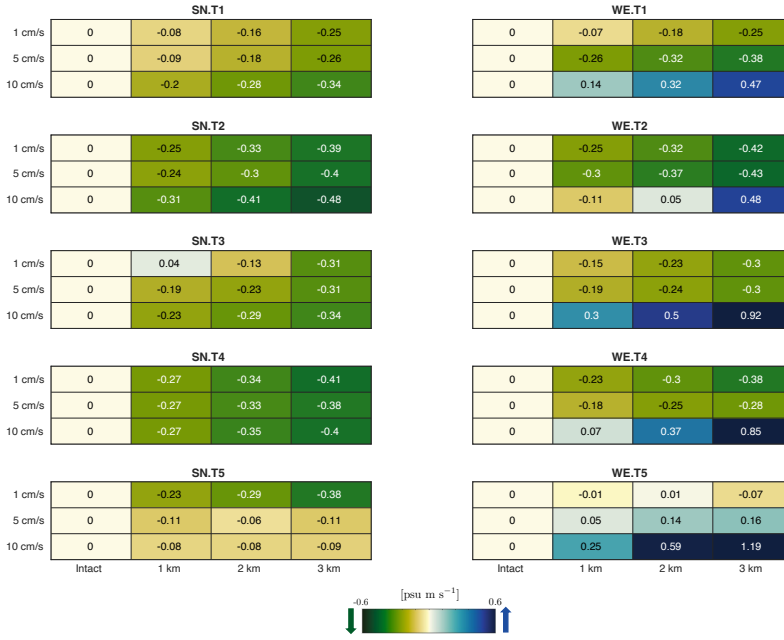 SN.T1 WE.T1
1 cm/s 0 -0.08 -0.16 -0.25 0 -0.07 -0.18 -0.25
5 cm/s 0 -0.09 -0.18 -0.26 0 -0.26 -0.32 -0.38
10 cm/s 0 -0.2 -0.28 -0.34 0 0.14 0.32 0.47
SN.T2 WE.T2
1 cm/s 0 -0.25 -0.33 -0.39 0 -0.25 -0.32 -0.42
5 cm/s 0 -0.24 -0.3 -0.4 0 -0.3 -0.37 -0.43
10 cm/s 0 -0.31 -0.41 -0.48 0 -0.11 0.05 0.48
SN.T3 WE.T3
1 cm/s 0 0.04 -0.13 -0.31 0 -0.15 -0.23 -0.3
5 cm/s 0 -0.19 -0.23 -0.31 0 -0.19 -0.24 -0.3
10 cm/s 0 -0.23 -0.29 -0.34 0 0.3 0.5 0.92
SN.T4 WE.T4
1 cm/s 0 -0.27 -0.34 -0.41 0 -0.23 -0.3 -0.38
5 cm/s 0 -0.27 -0.33 -0.38 0 -0.18 -0.25 -0.28
10 cm/s 0 -0.27 -0.35 -0.4 0 0.07 0.37 0.85
SN.T5 WE.T5
1 cm/s 0 -0.23 -0.29 -0.38 0 -0.01 0.01 -0.07
5 cm/s 0 -0.11 -0.06 -0.11 0 0.05 0.14 0.16
10 cm/s 0 -0.08 -0.08 -0.09 0 0.25 0.59 1.19
Intact 1 km 2 km 3 km Intact 1 km 2 km 3 km
[psu m s⁻¹]
-0.6 0.6